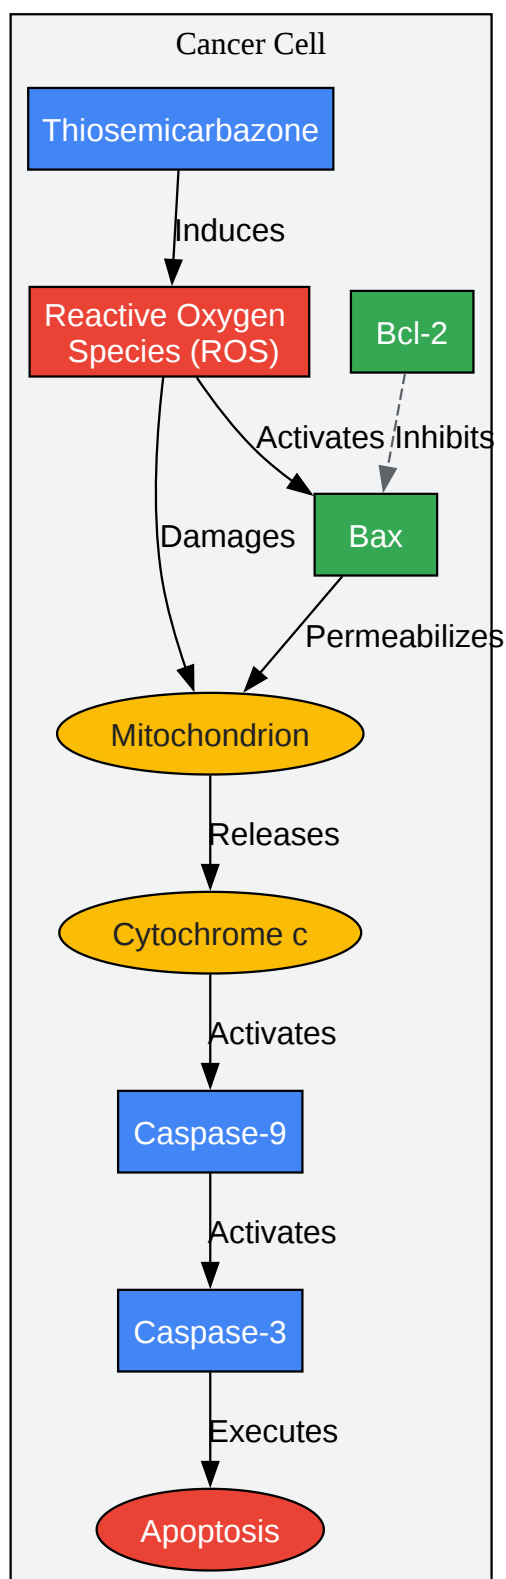 Cancer Cell
Thiosemicarbazone
Induces
Reactive Oxygen
Species (ROS)
Bcl-2
Activates
Inhibits
Bax
Damages
Permeabilizes
Mitochondrion
Releases
Cytochrome c
Activates
Caspase-9
Activates
Caspase-3
Executes
Apoptosis